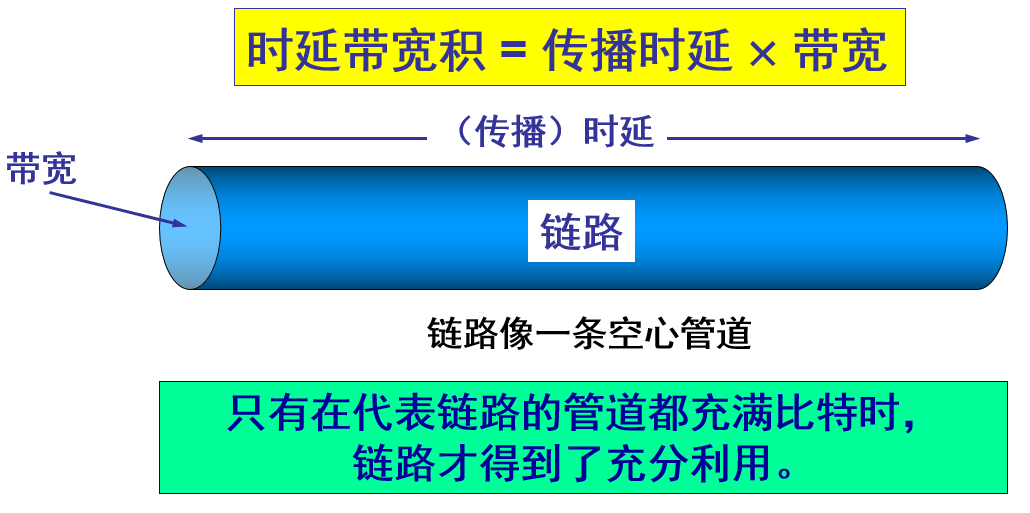 时延带宽积 = 传播时延 × 带宽
（传播）时延
带宽
链路
链路像一条空心管道
只有在代表链路的管道都充满比特时，
链路才得到了充分利用。